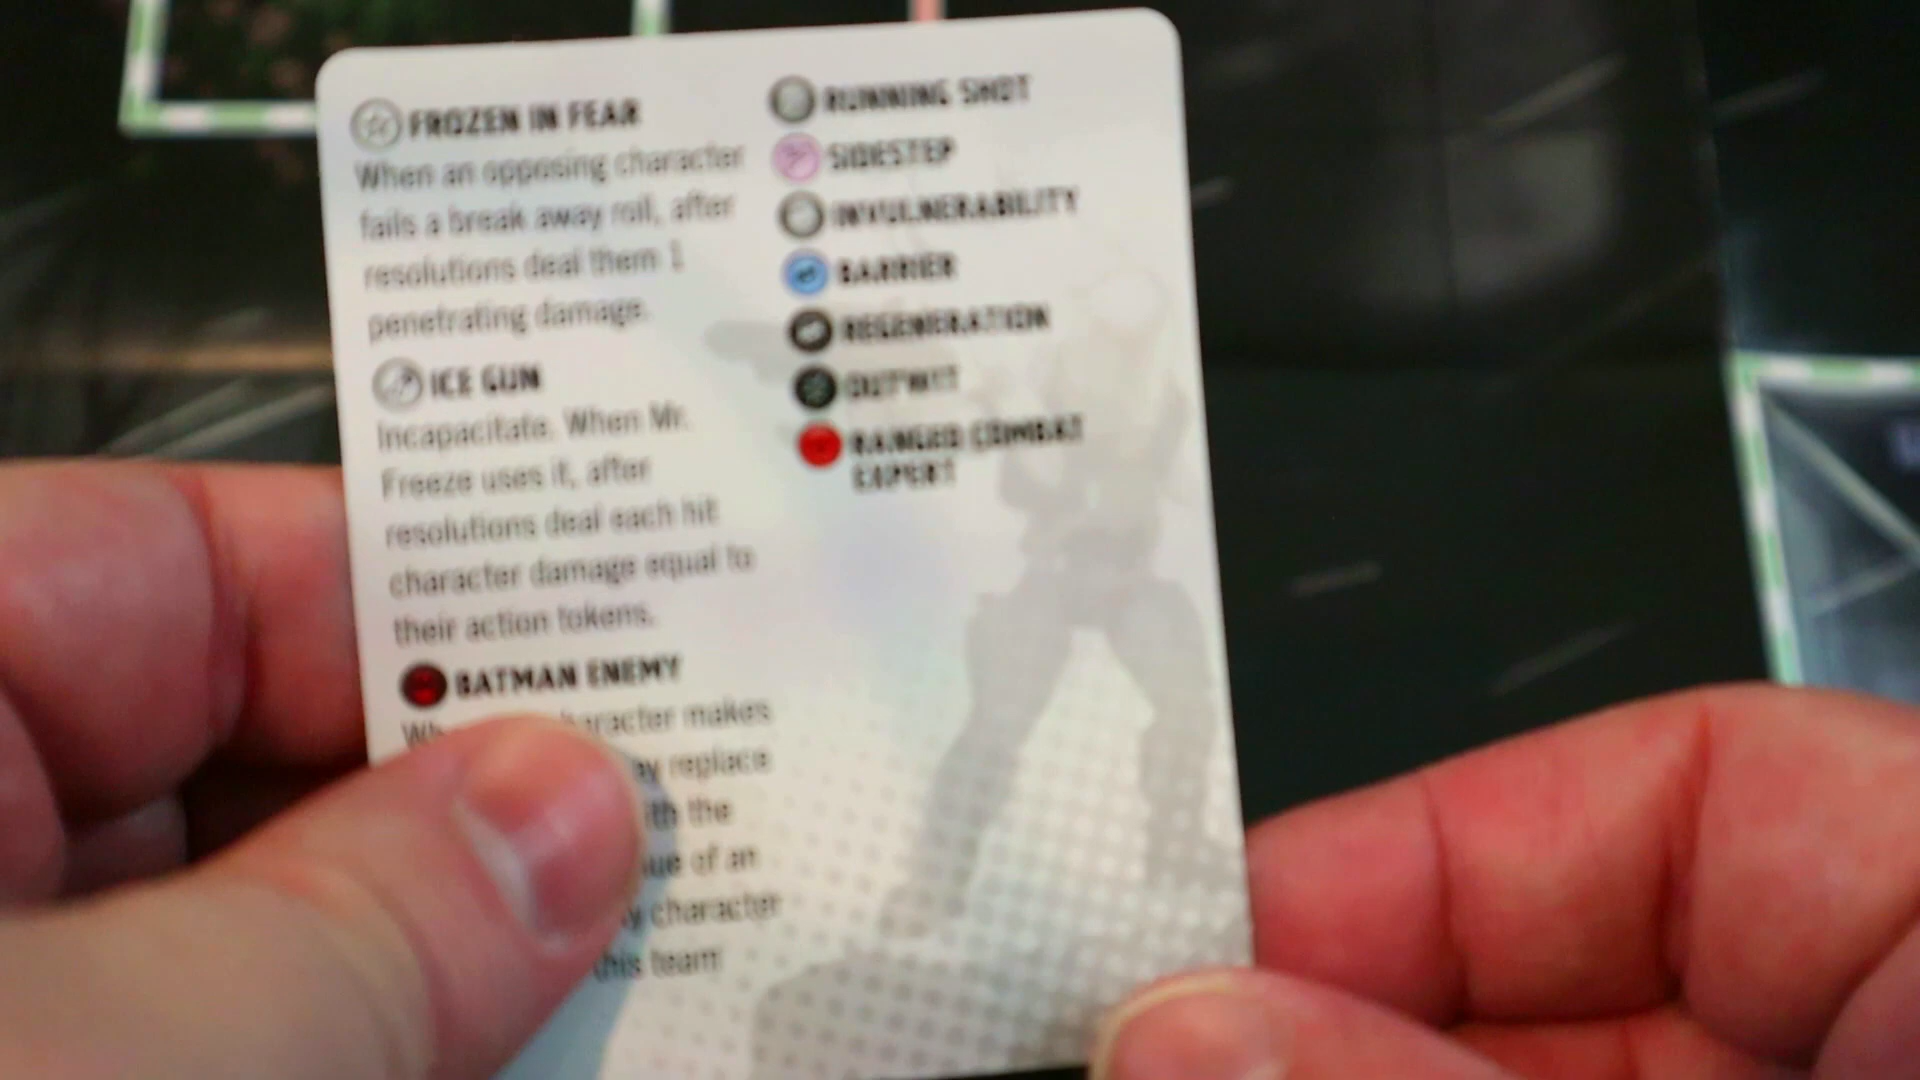 FROZEN IN FEAR
When an opposing character
fails a break away roll, after
resolutions deal them 1
penetrating damage.
ICE GUN
Incapacitate. When Mr.
Freeze uses it, after
resolutions deal each hit
character damage equal to
their action tokens.
BATMAN ENEMY
makes
replace
the
of an
character
this team
RUNNING SHOT
SIDESTEP
INVULNERABILITY
BARRIER
REGENERATION
OUTWIT
RANGED COMBAT
EXPERT